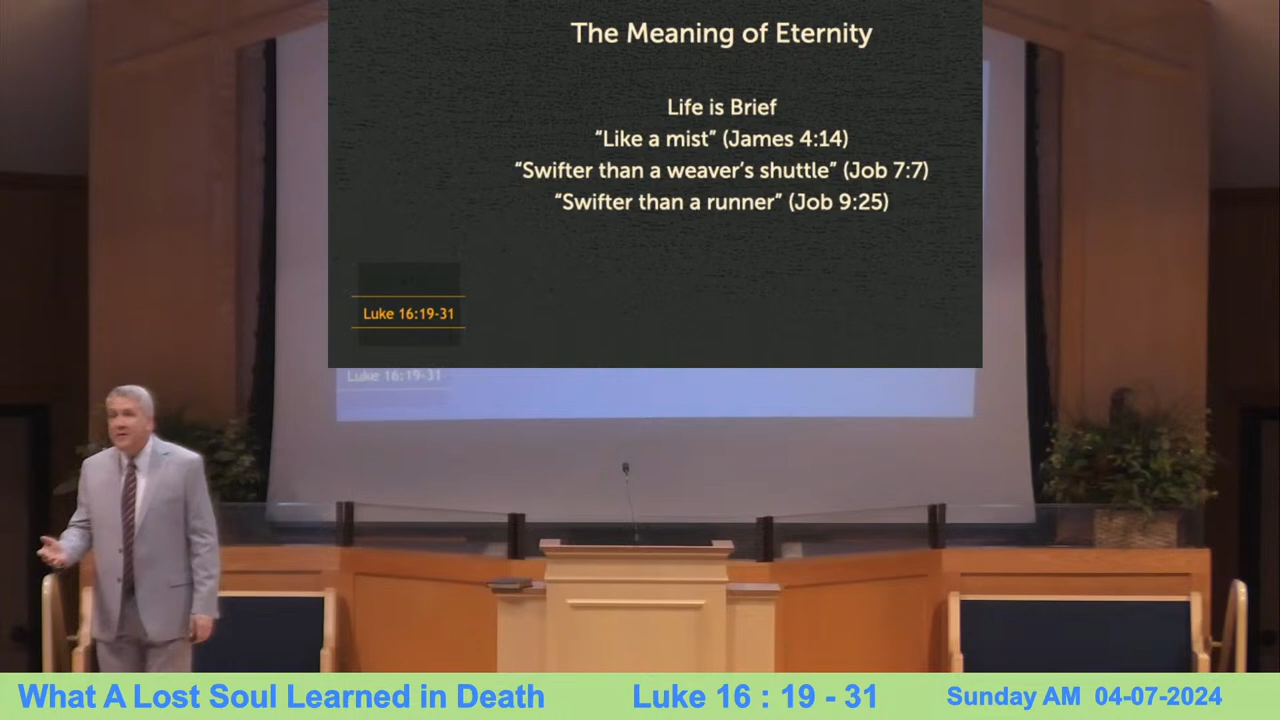 The Meaning of Eternity
Life is Brief
“Like a mist” (James 4:14)
“Swifter than a weaver’s shuttle” (Job 7:7)
“Swifter than a runner” (Job 9:25)
Luke 16:19-31
Luke 16:19-31
What A Lost Soul Learned in Death
Luke 16 : 19 - 31
Sunday AM 04-07-2024